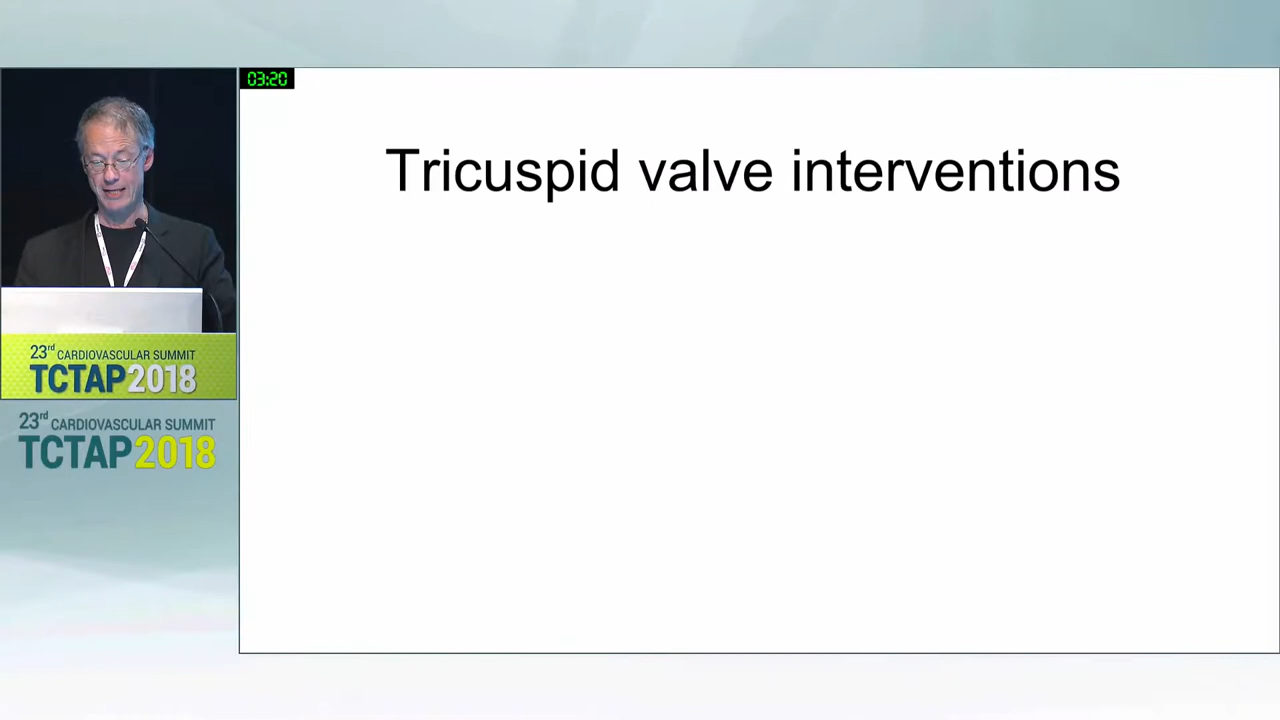 03:20
Tricuspid valve interventions
23rd CARDIOVASCULAR SUMMIT
TCTAP2018
23rd CARDIOVASCULAR SUMMIT
TCTAP2018